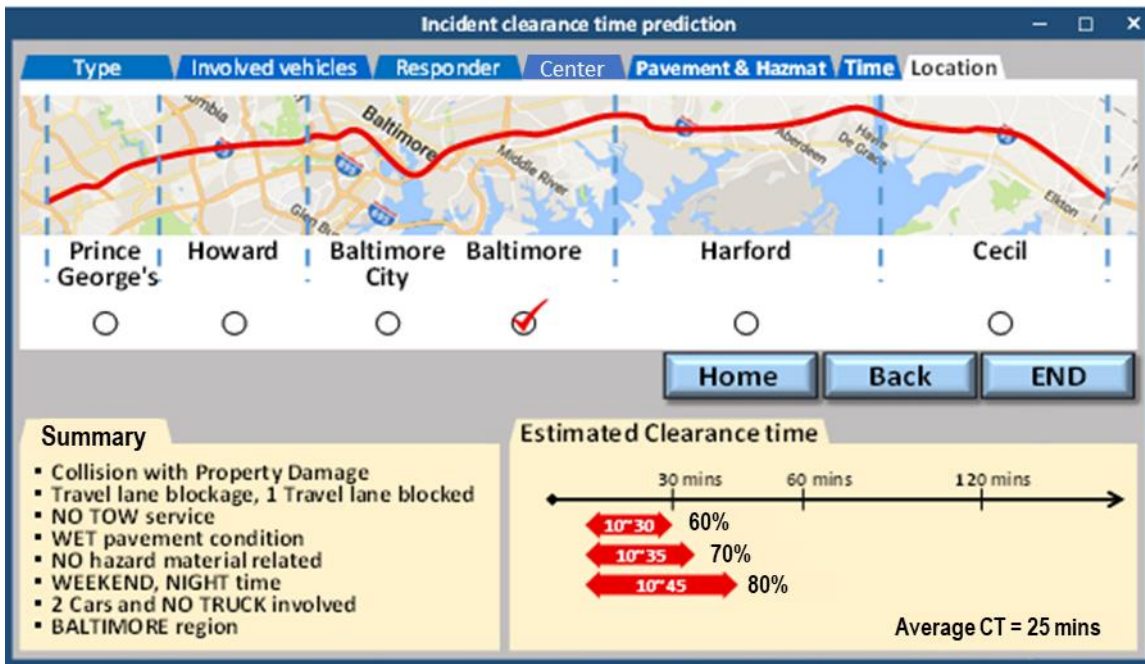 Incident clearance time prediction
Type
Involved vehicles
Responder
Center
Pavement & Hazmat
Time
Location
Baltimore
Middle River
Aberdeen
Havre
De Grace
Elkton
Prince
George's
Howard
Baltimore
City
Baltimore
Harford
Cecil
Home
Back
END
Summary
▪ Collision with Property Damage
▪ Travel lane blockage, 1 Travel lane blocked
▪ NO TOW service
▪ WET pavement condition
▪ NO hazard material related
▪ WEEKEND, NIGHT time
▪ 2 Cars and NO TRUCK involved
▪ BALTIMORE region
Estimated Clearance time
30 mins
60 mins
120 mins
10~30 60%
10~35 70%
10~45 80%
Average CT = 25 mins